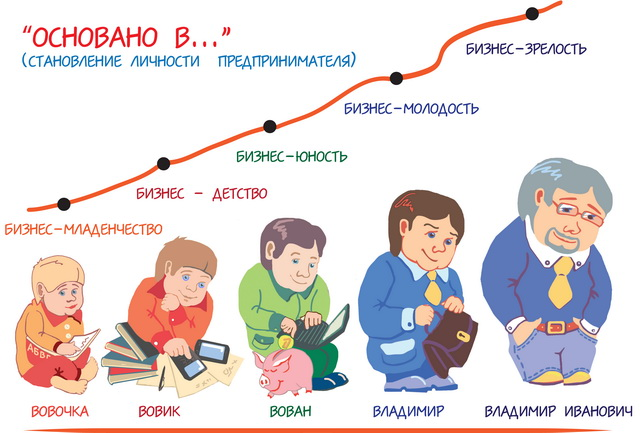 “ОСНОВАНО В...”
(СТАНОВЛЕНИЕ ЛИЧНОСТИ ПРЕДПРИНИМАТЕЛЯ)
БИЗНЕС-ЗРЕЛОСТЬ
БИЗНЕС-МОЛОДОСТЬ
БИЗНЕС-ЮНОСТЬ
БИЗНЕС - ДЕТСТВО
БИЗНЕС-МЛАДЕНЧЕСТВО
АБВГ
ВОВОЧКА
ВОВИК
ВОВАН
ВЛАДИМИР
ВЛАДИМИР ИВАНОВИЧ